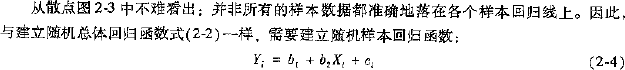 从散点图2-3中不难看出：并非所有的样本数据都准确地落在各个样本回归线上。因此，
与建立随机总体回归函数式(2-2)一样，需要建立随机样本回归函数：
Yᵢ = b₁ + b₂Xᵢ + eᵢ (2-4)